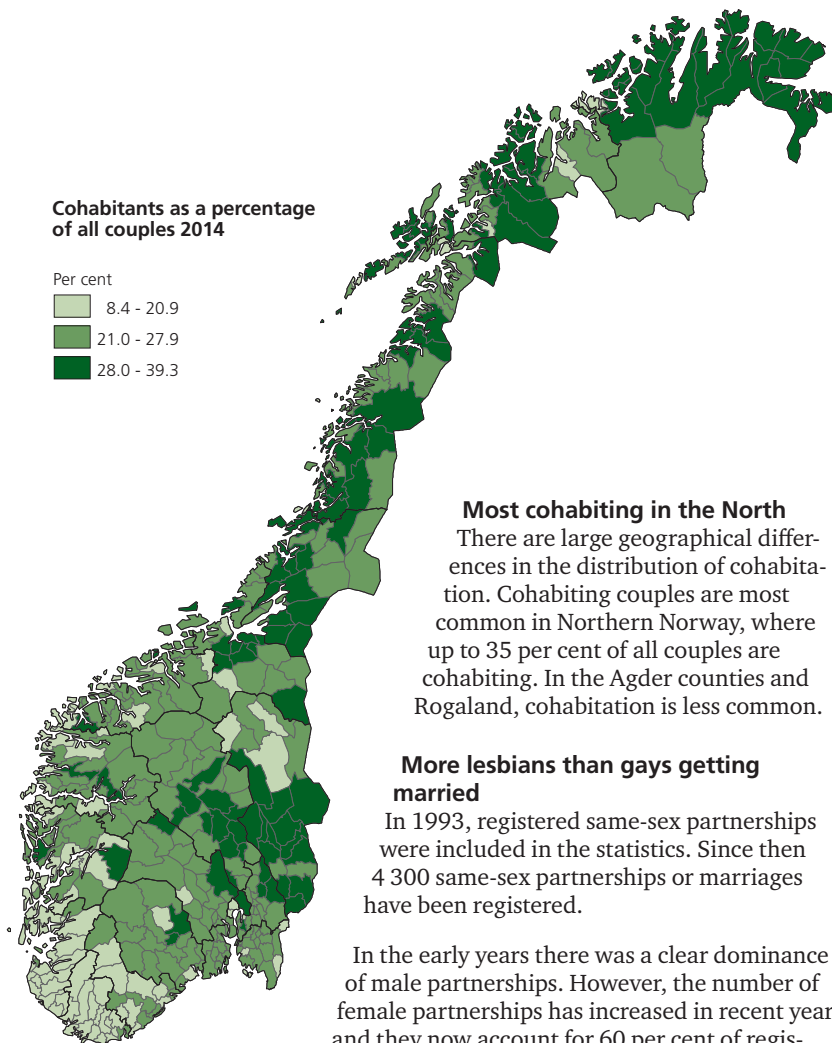 Cohabitants as a percentage
of all couples 2014
Per cent
8.4 - 20.9
21.0 - 27.9
28.0 - 39.3
Most cohabiting in the North
There are large geographical differ-
ences in the distribution of cohabita-
tion. Cohabiting couples are most
common in Northern Norway, where
up to 35 per cent of all couples are
cohabiting. In the Agder counties and
Rogaland, cohabitation is less common.
More lesbians than gays getting
married
In 1993, registered same-sex partnerships
were included in the statistics. Since then
4 300 same-sex partnerships or marriages
have been registered.
In the early years there was a clear dominance
of male partnerships. However, the number of
female partnerships has increased in recent year
and they now account for 60 per cent of regis-